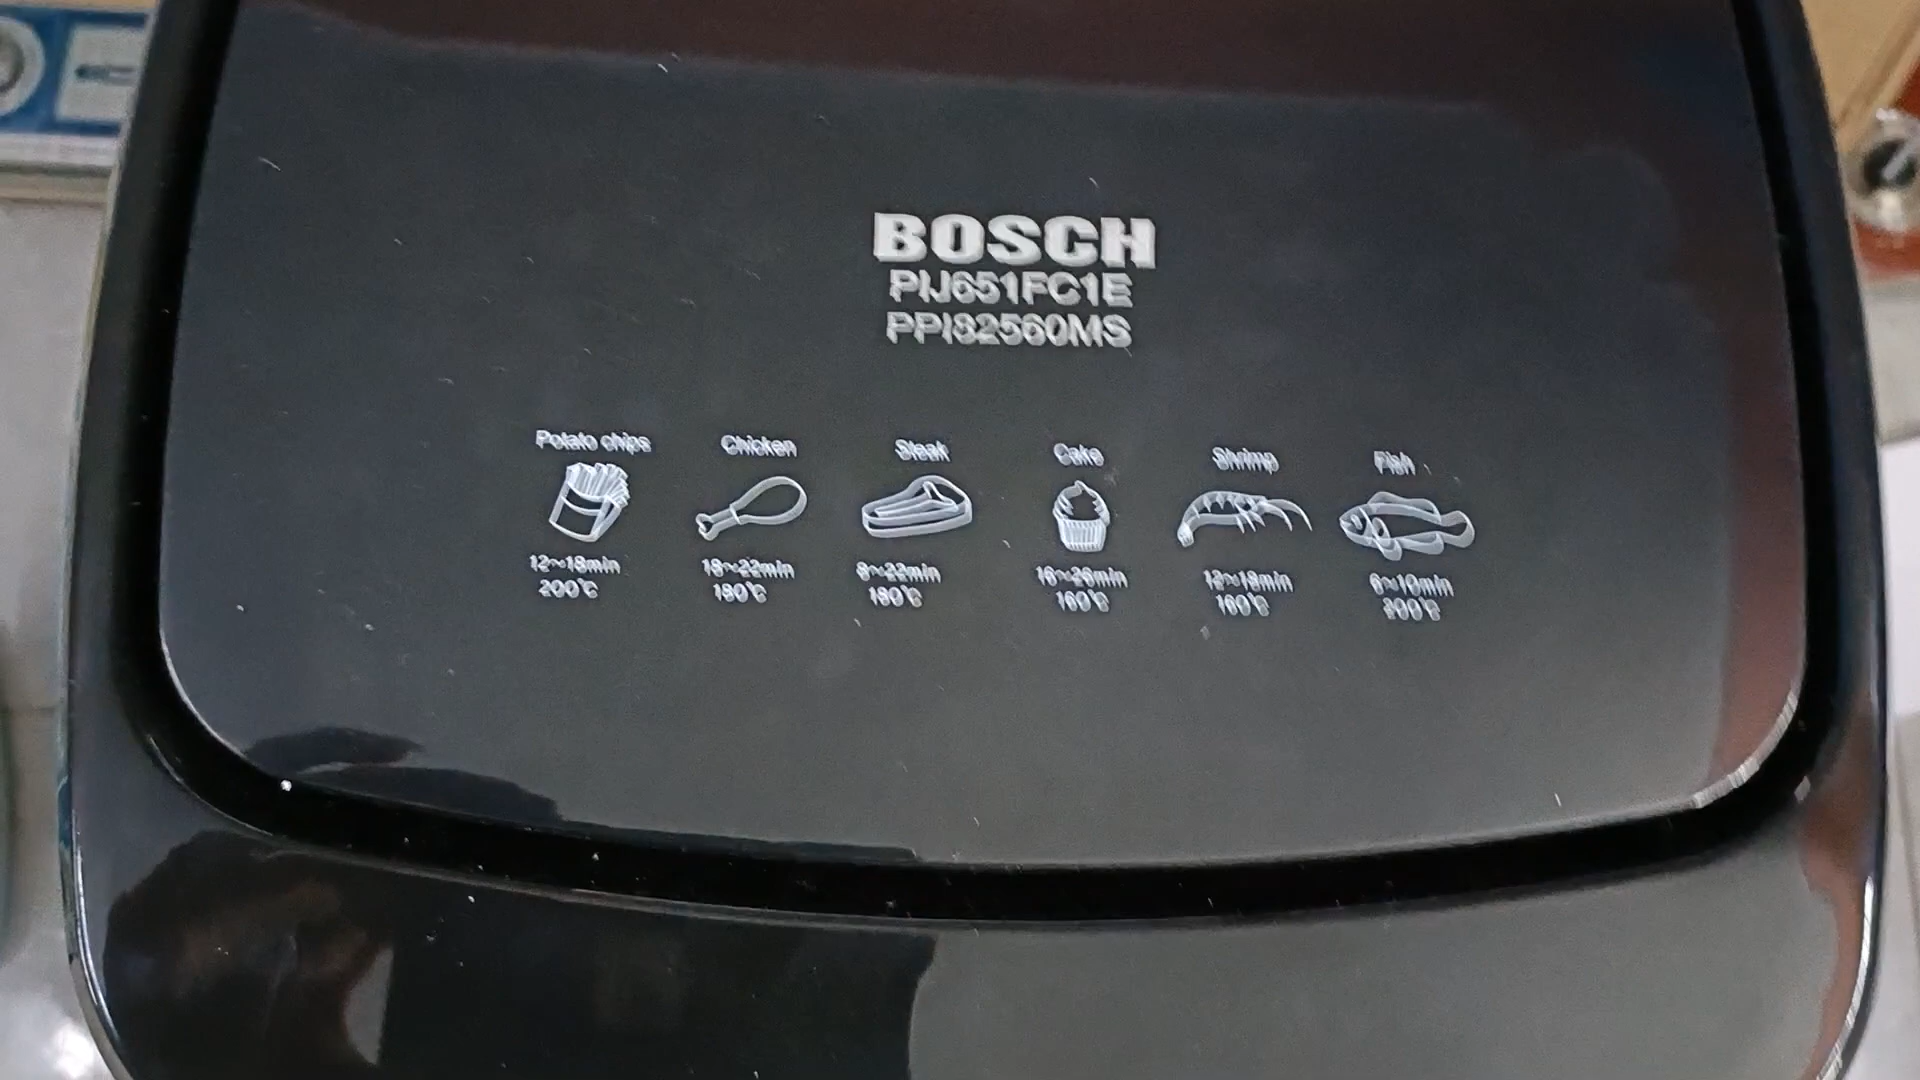 BOSCH
PIJ651FC1E
PPI82560MS
Potato chips Chicken Steak Cake Shrimp Fish
12~18min 18~22min 8~22min 16~26min 12~18min 6~10min
200℃ 180℃ 180℃ 160℃ 160℃